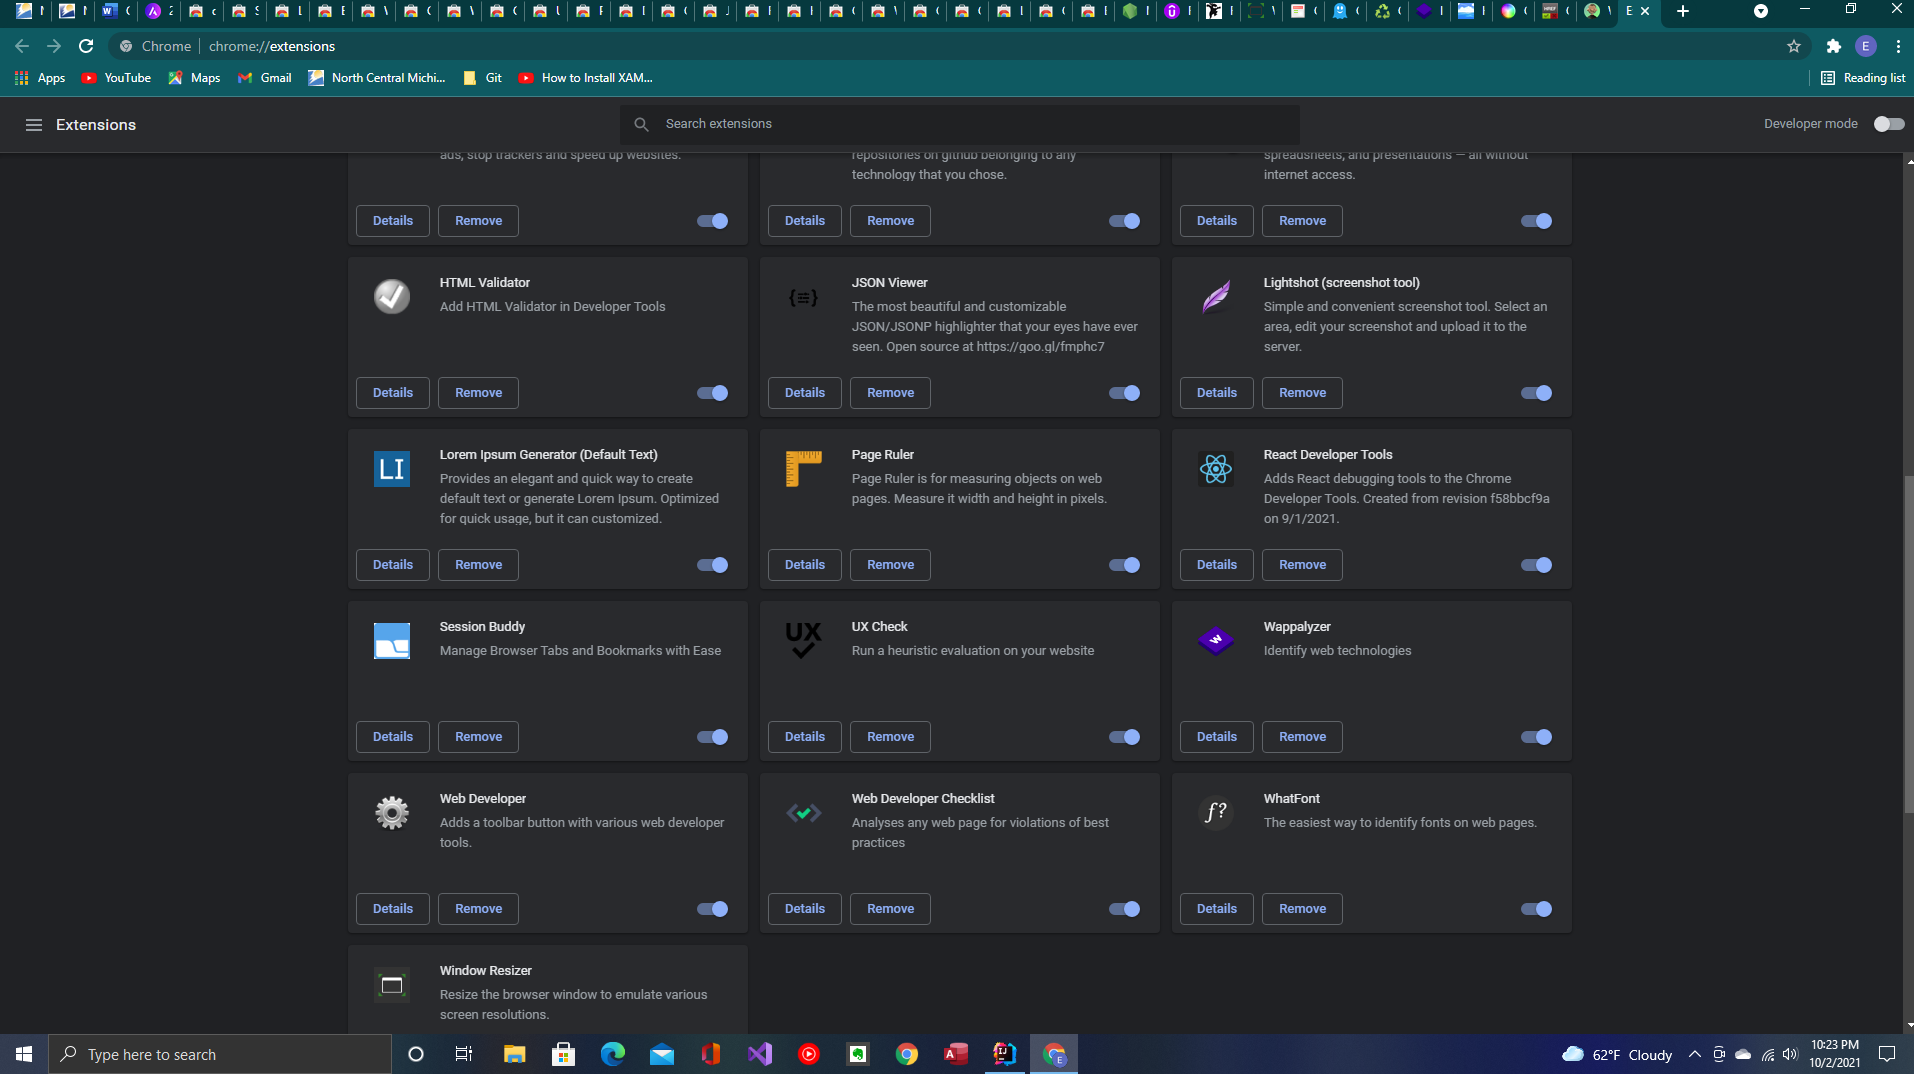 Chrome chrome://extensions
Apps YouTube Maps Gmail North Central Michi... Git How to Install XAM... Reading list
Extensions Search extensions Developer mode
ads, stop trackers and speed up websites.
repositories on github belonging to any
technology that you chose.
spreadsheets, and presentations — all without
internet access.
Details Remove Details Remove Details Remove
HTML Validator
Add HTML Validator in Developer Tools
Details Remove
JSON Viewer
The most beautiful and customizable
JSON/JSONP highlighter that your eyes have ever
seen. Open source at https://goo.gl/fmphc7
Details Remove
Lightshot (screenshot tool)
Simple and convenient screenshot tool. Select an
area, edit your screenshot and upload it to the
server.
Details Remove
LI
Lorem Ipsum Generator (Default Text)
Provides an elegant and quick way to create
default text or generate Lorem Ipsum. Optimized
for quick usage, but it can customized.
Details Remove
Page Ruler
Page Ruler is for measuring objects on web
pages. Measure it width and height in pixels.
Details Remove
React Developer Tools
Adds React debugging tools to the Chrome
Developer Tools. Created from revision f58bbcf9a
on 9/1/2021.
Details Remove
Session Buddy
Manage Browser Tabs and Bookmarks with Ease
Details Remove
UX
UX Check
Run a heuristic evaluation on your website
Details Remove
W
Wappalyzer
Identify web technologies
Details Remove
Web Developer
Adds a toolbar button with various web developer
tools.
Details Remove
Web Developer Checklist
Analyses any web page for violations of best
practices
Details Remove
f?
WhatFont
The easiest way to identify fonts on web pages.
Details Remove
Window Resizer
Resize the browser window to emulate various
screen resolutions.
Type here to search
62°F Cloudy
10:23 PM
10/2/2021